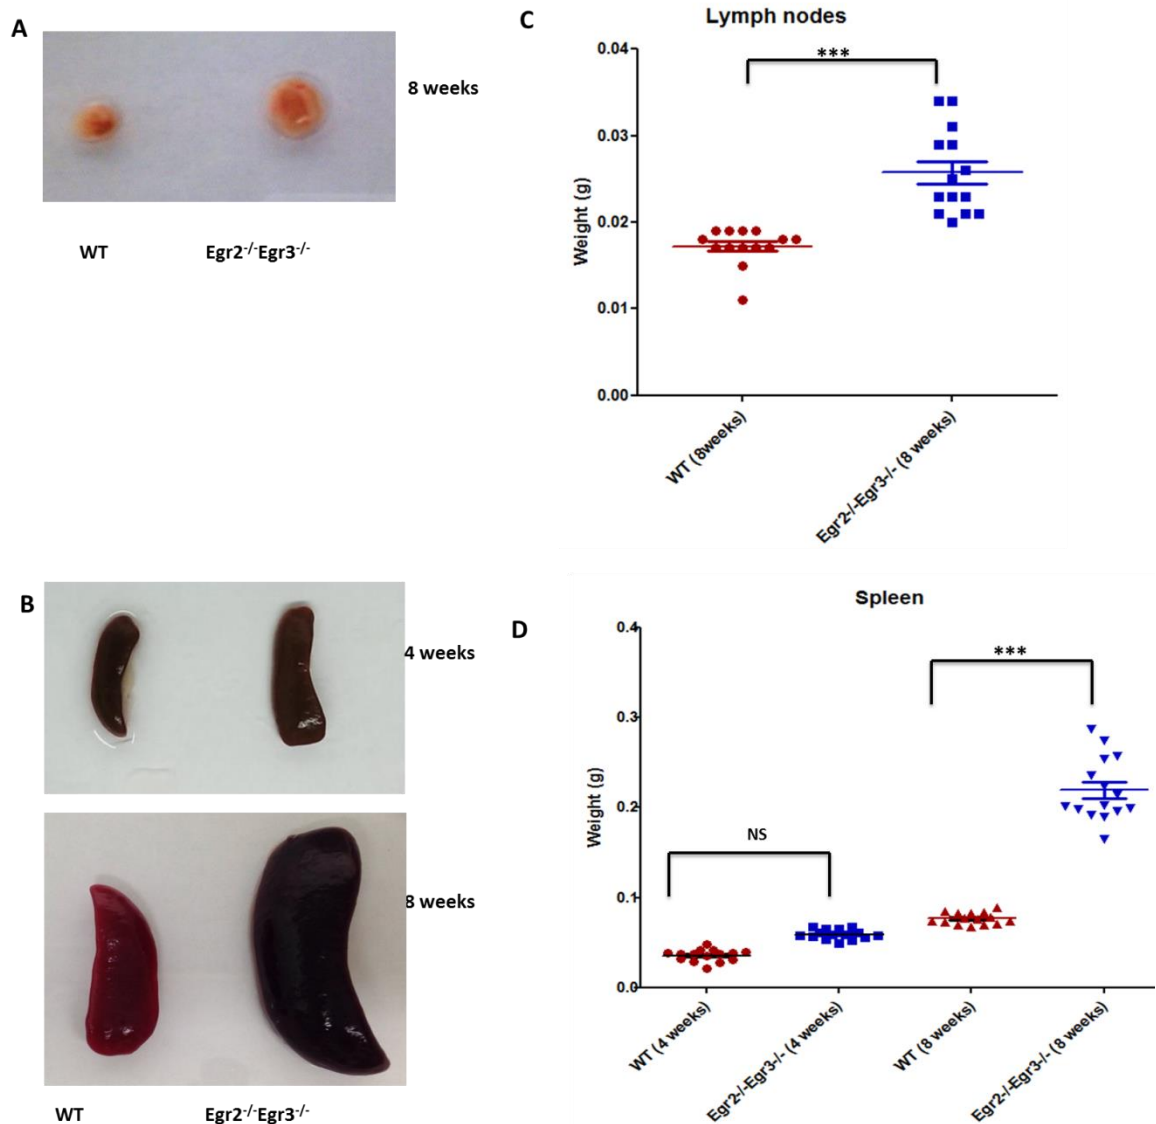 A
8 weeks
WT Egr2⁻/⁻Egr3⁻/⁻
C
Lymph nodes
***
Weight (g)
0.04
0.03
0.02
0.01
0.00
WT (8weeks)
Egr2-/-Egr3-/- (8 weeks)
B
4 weeks
8 weeks
WT Egr2⁻/⁻Egr3⁻/⁻
D
Spleen
***
NS
Weight (g)
0.4
0.3
0.2
0.1
0.0
WT (4 weeks)
Egr2-/-Egr3-/- (4 weeks)
WT (8 weeks)
Egr2-/-Egr3-/- (8 weeks)